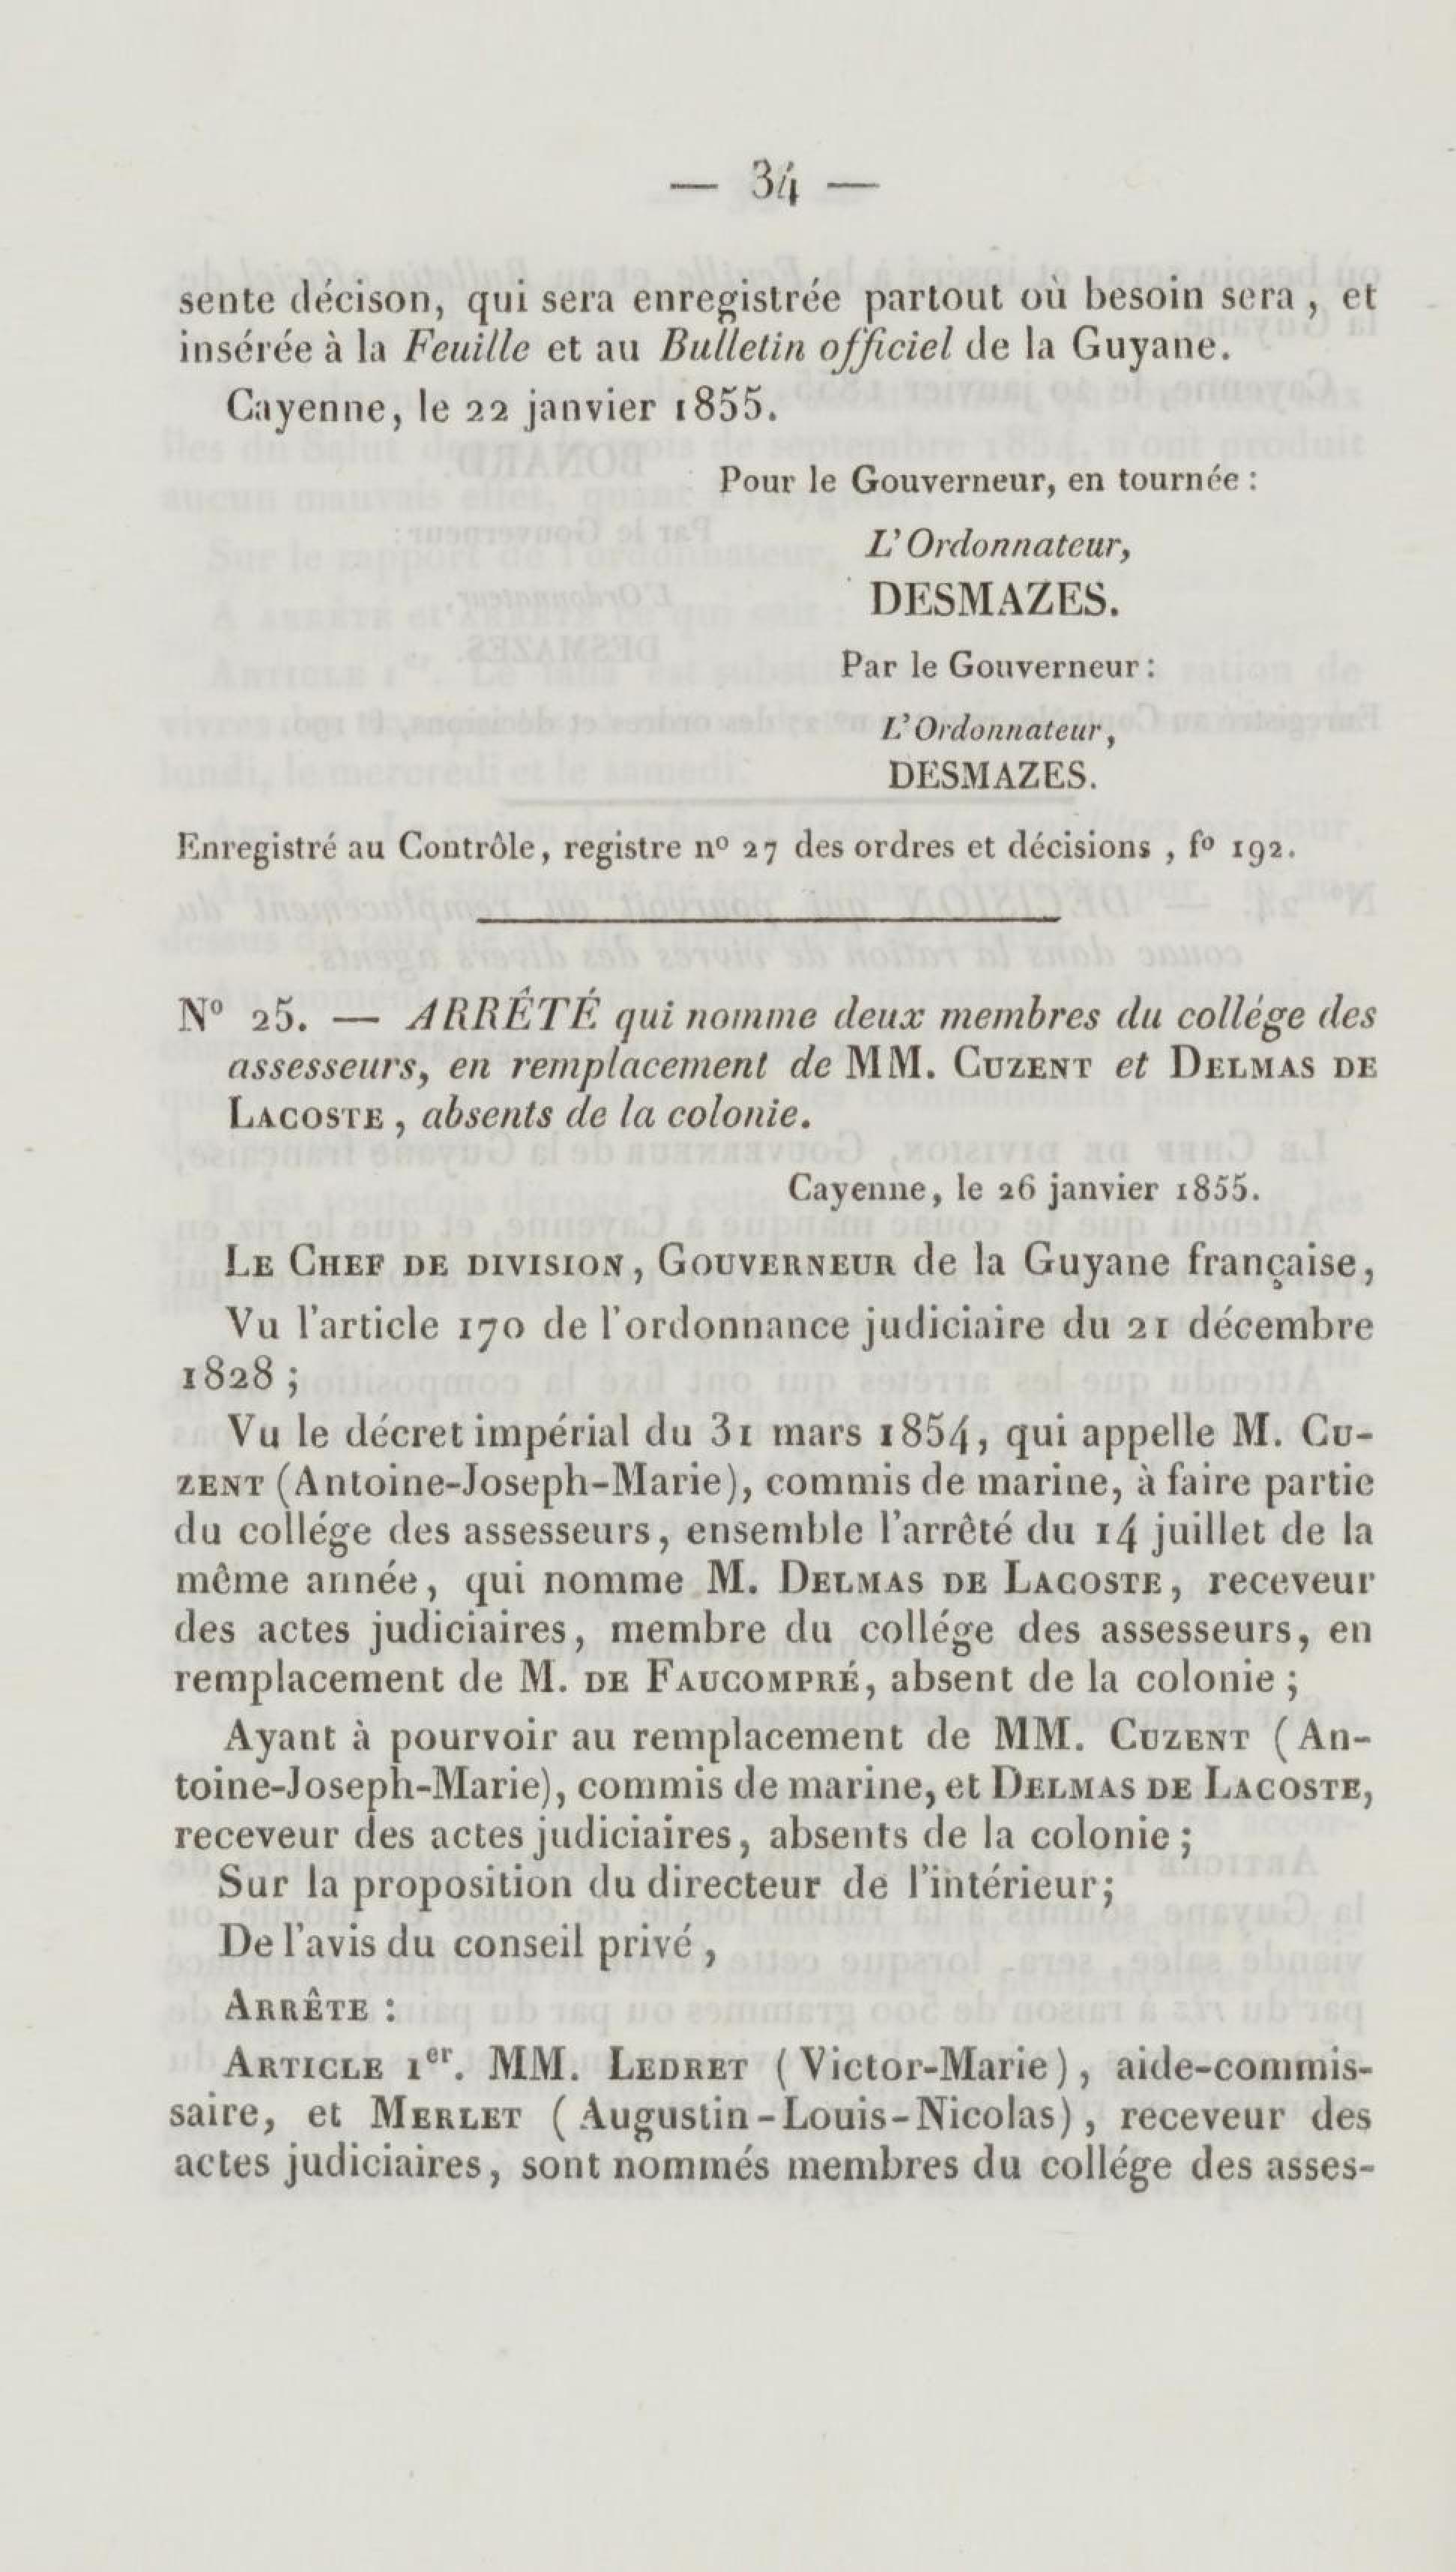 — 34 —
sente décison, qui sera enregistrée partout où besoin sera, et
insérée à la Feuille et au Bulletin officiel de la Guyane.
Cayenne, le 22 janvier 1855.
Pour le Gouverneur, en tournée :
L'Ordonnateur,
DESMAZES.
Par le Gouverneur :
L'Ordonnateur,
DESMAZES.
Enregistré au Contrôle, registre nº 27 des ordres et décisions, fº 192.
Nº 25. — ARRÊTÉ qui nomme deux membres du collége des
assesseurs, en remplacement de MM. CUZENT et DELMAS DE
LACOSTE, absents de la colonie.
Cayenne, le 26 janvier 1855.
LE CHEF DE DIVISION, GOUVERNEUR de la Guyane française,
Vu l'article 170 de l'ordonnance judiciaire du 21 décembre
1828 ;
Vu le décret impérial du 31 mars 1854, qui appelle M. CU-
ZENT (Antoine-Joseph-Marie), commis de marine, à faire partie
du collége des assesseurs, ensemble l'arrêté du 14 juillet de la
même année, qui nomme M. DELMAS DE LACOSTE, receveur
des actes judiciaires, membre du collége des assesseurs, en
remplacement de M. DE FAUCOMPRÉ, absent de la colonie ;
Ayant à pourvoir au remplacement de MM. CUZENT (An-
toine-Joseph-Marie), commis de marine, et DELMAS DE LACOSTE,
receveur des actes judiciaires, absents de la colonie ;
Sur la proposition du directeur de l'intérieur;
De l'avis du conseil privé,
ARRÊTE :
ARTICLE 1er. MM. LEDRET (Victor-Marie), aide-commis-
saire, et MERLET (Augustin-Louis-Nicolas), receveur des
actes judiciaires, sont nommés membres du collége des asses-